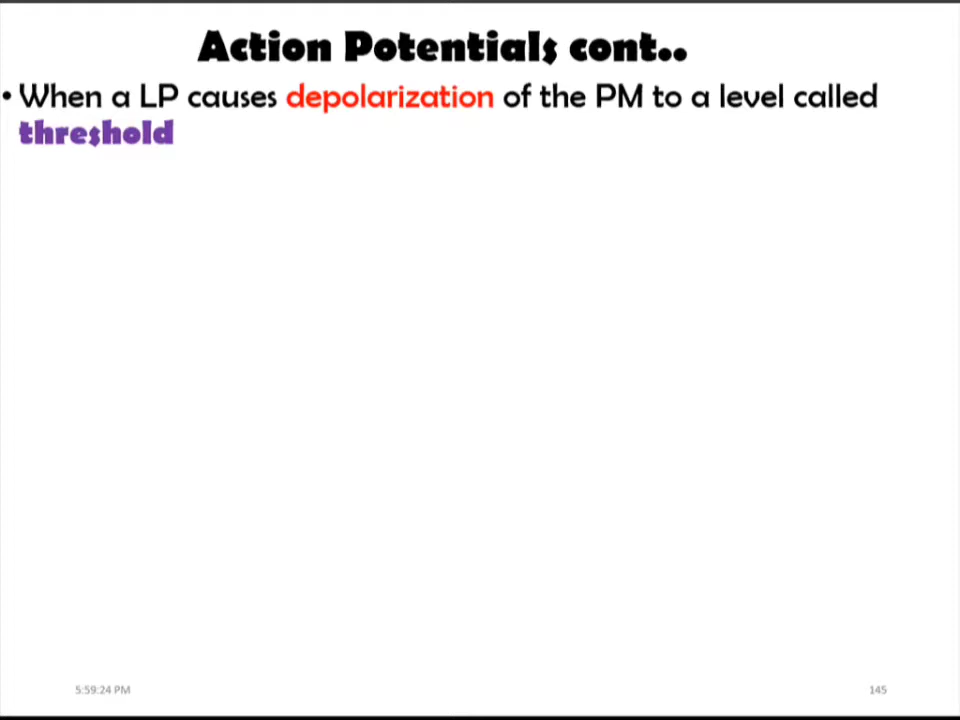 Action Potentials cont..
• When a LP causes depolarization of the PM to a level called
threshold
5:59:24 PM
145